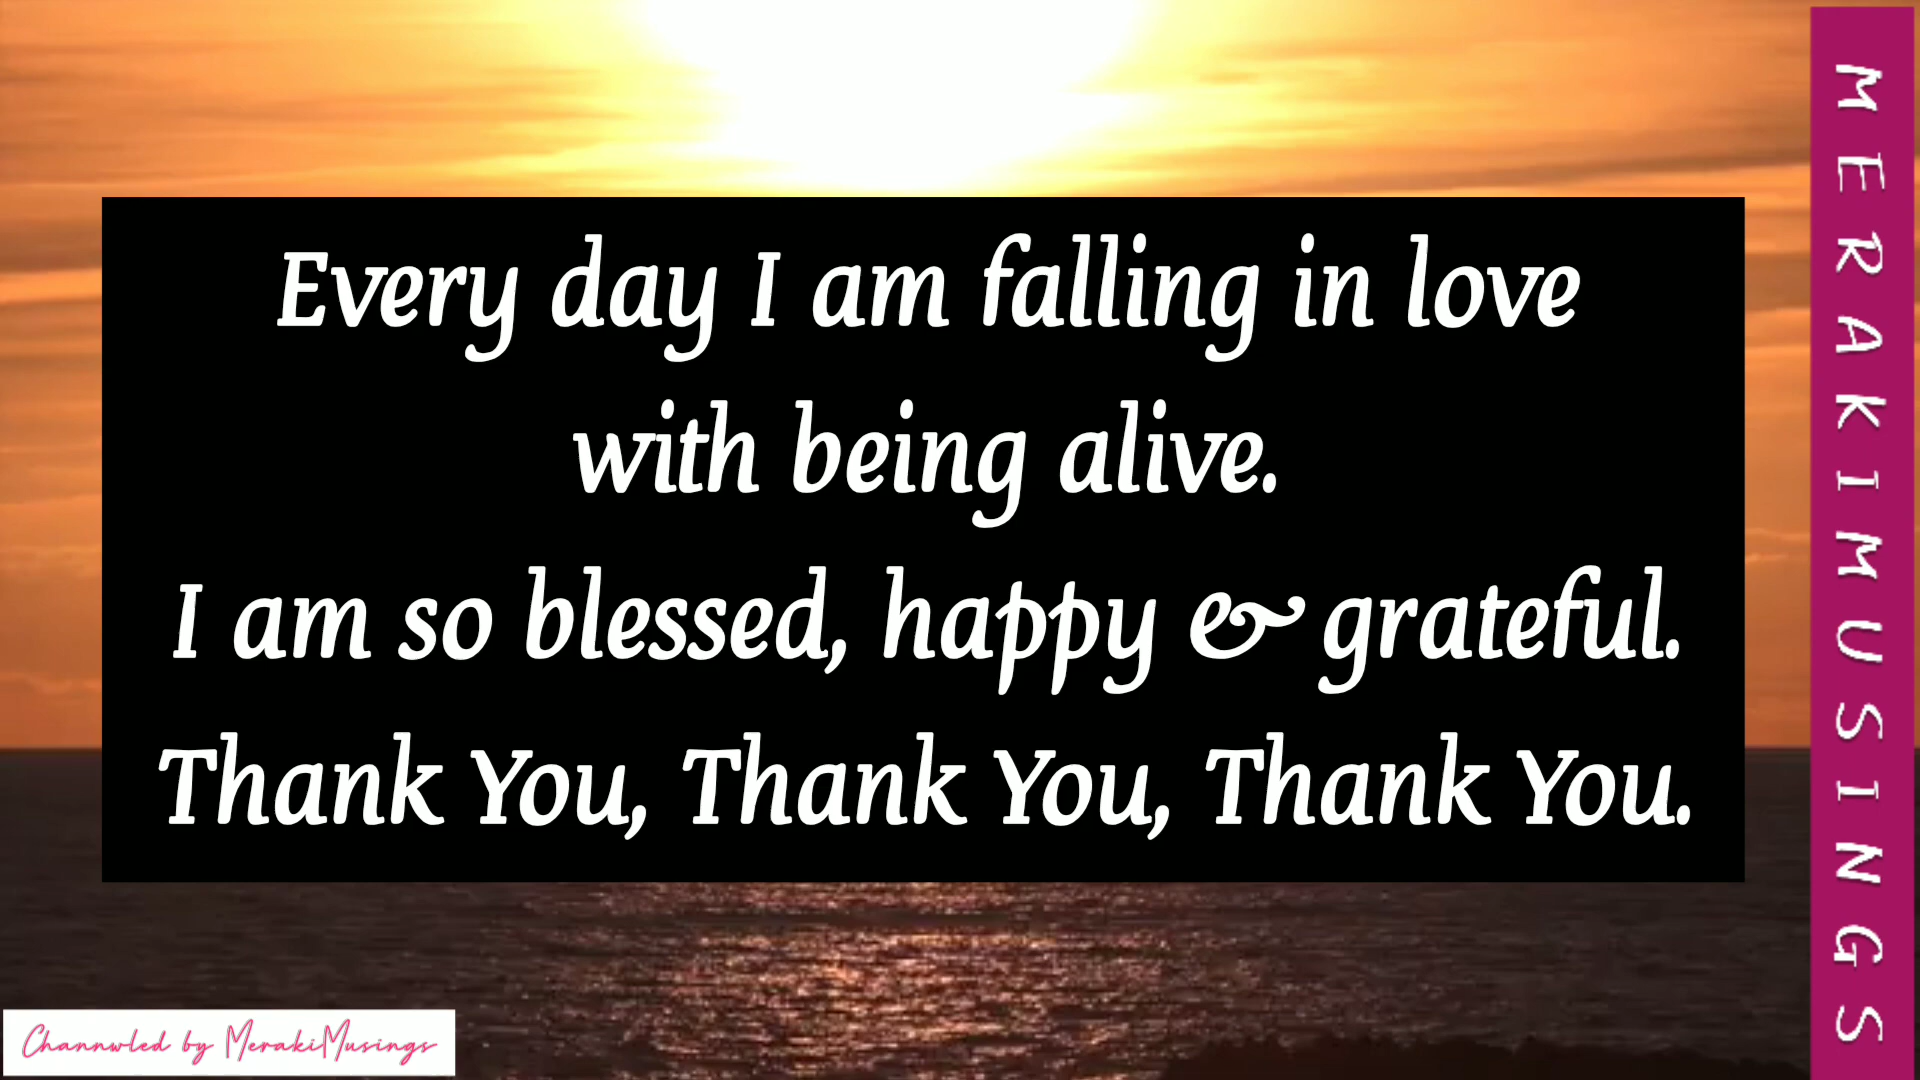 Every day I am falling in love
with being alive.
I am so blessed, happy & grateful.
Thank You, Thank You, Thank You.
MERAKIMUSINGS
Channwled by MerakiMusings